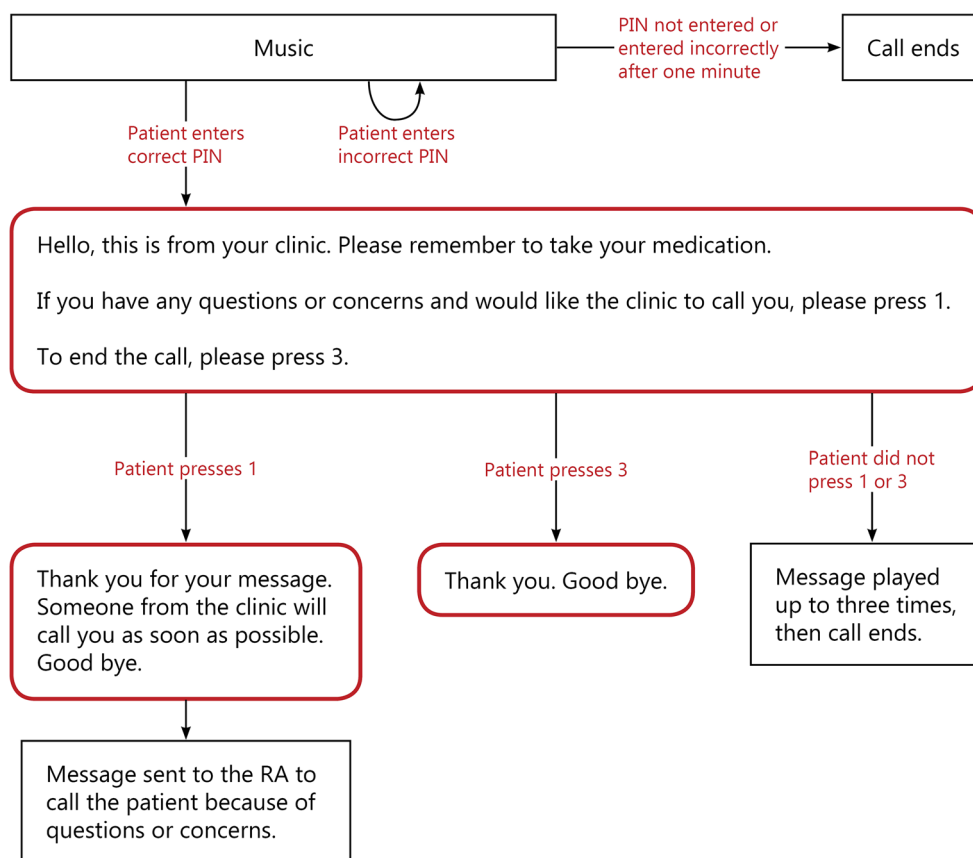 Music
PIN not entered or
entered incorrectly
after one minute
Call ends
Patient enters
correct PIN
Patient enters
incorrect PIN
Hello, this is from your clinic. Please remember to take your medication.
If you have any questions or concerns and would like the clinic to call you, please press 1.
To end the call, please press 3.
Patient presses 1
Patient presses 3
Patient did not
press 1 or 3
Thank you for your message.
Someone from the clinic will
call you as soon as possible.
Good bye.
Thank you. Good bye.
Message played
up to three times,
then call ends.
Message sent to the RA to
call the patient because of
questions or concerns.